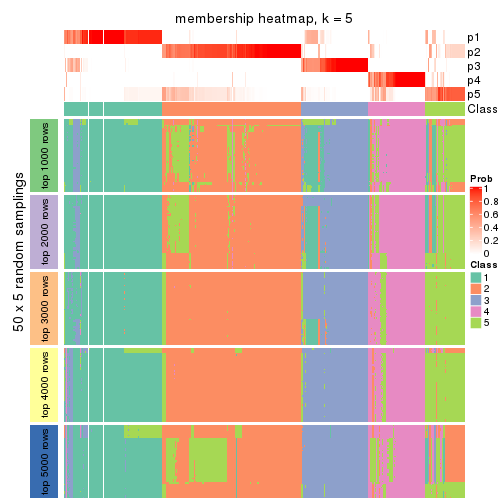 membership heatmap, k = 5
p1
p2
p3
p4
p5
Class
50 x 5 random samplings
top 1000 rows
top 2000 rows
top 3000 rows
top 4000 rows
top 5000 rows
Prob
1
0.8
0.6
0.4
0.2
0
Class
1
2
3
4
5